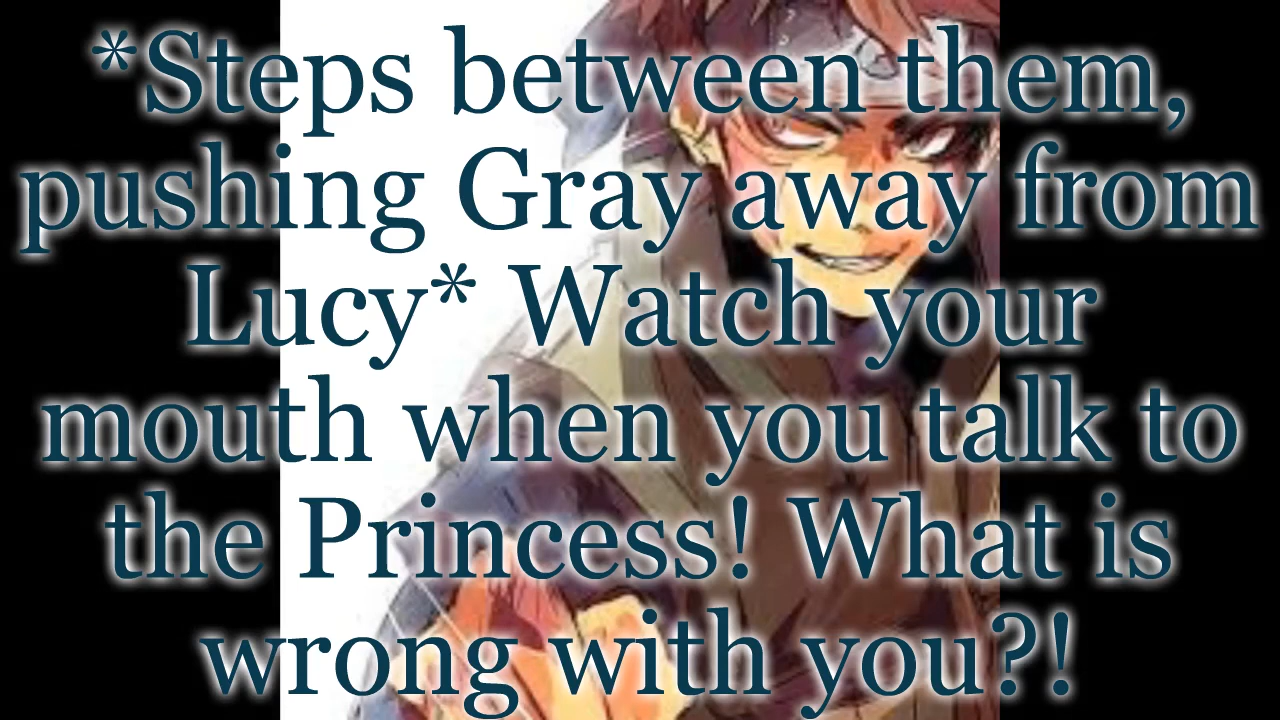 *Steps between them,
pushing Gray away from
Lucy* Watch your
mouth when you talk to
the Princess! What is
wrong with you?!